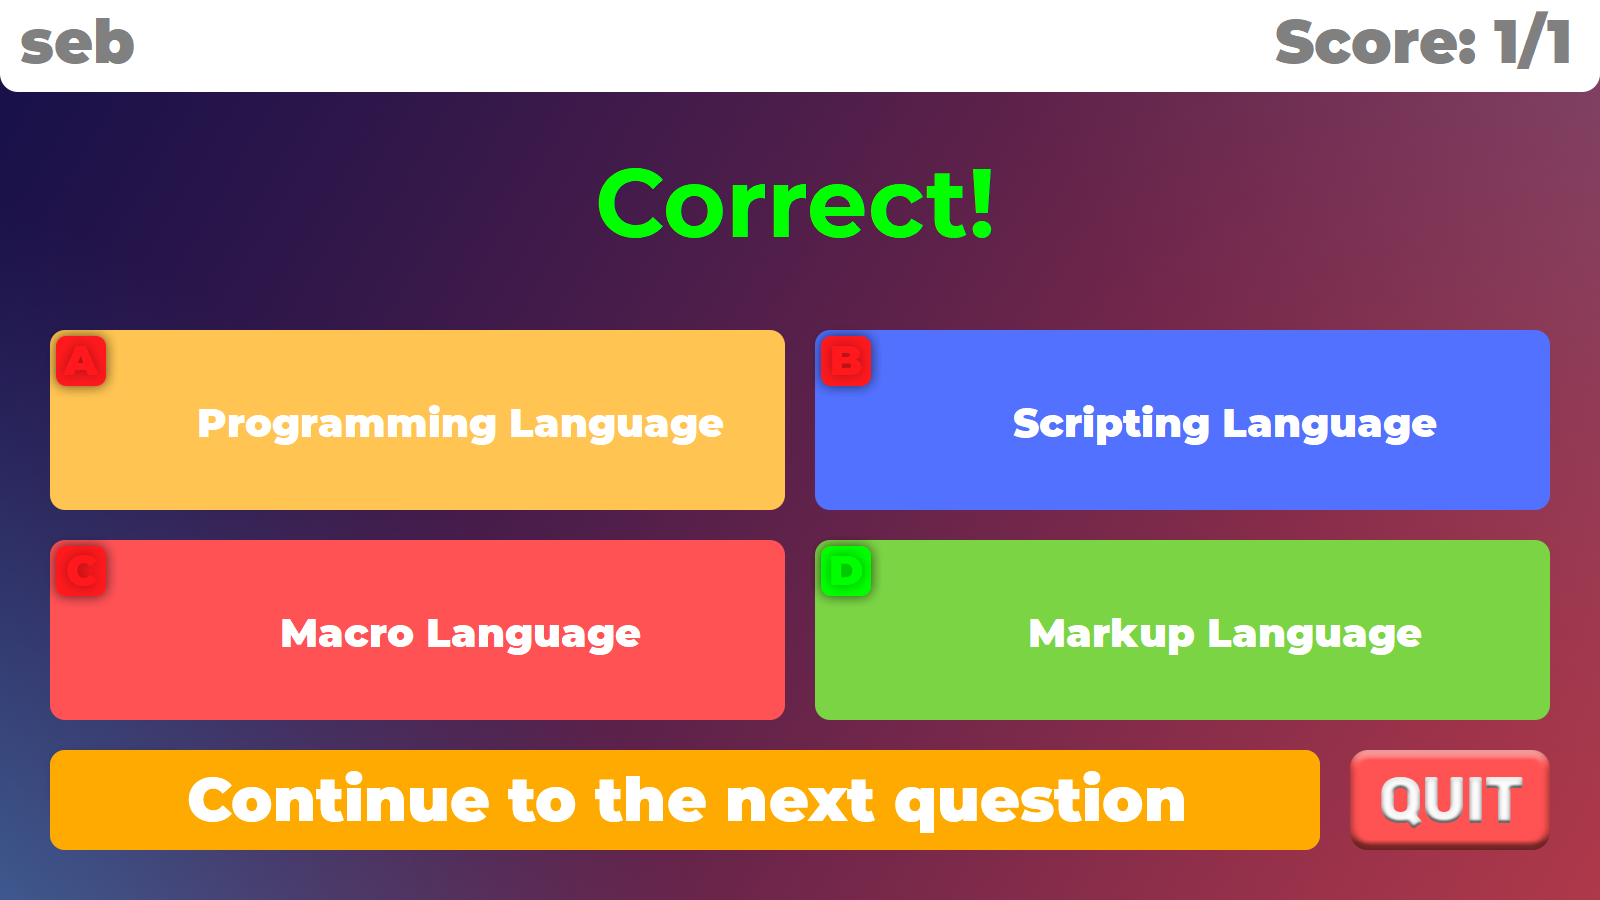 seb
Score: 1/1
Correct!
A
Programming Language
B
Scripting Language
C
Macro Language
D
Markup Language
Continue to the next question
QUIT